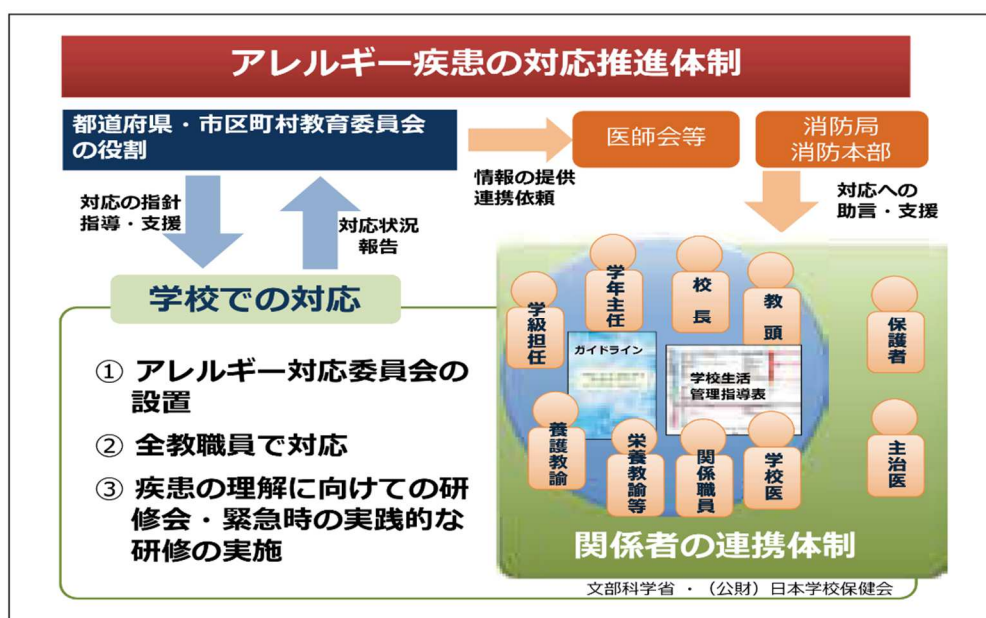 アレルギー疾患の対応推進体制
都道府県・市区町村教育委員会
の役割
医師会等
消防局
消防本部
情報の提供
連携依頼
対応の指針
指導・支援
対応状況
報告
対応への
助言・支援
学校での対応
① アレルギー対応委員会の
設置
② 全教職員で対応
③ 疾患の理解に向けての研
修会・緊急時の実践的な
研修の実施
学級担任
学年主任
校長
教頭
保護者
ガイドライン
学校生活
管理指導表
養護教諭
栄養教諭等
関係職員
学校医
主治医
関係者の連携体制
文部科学省 ・（公財）日本学校保健会